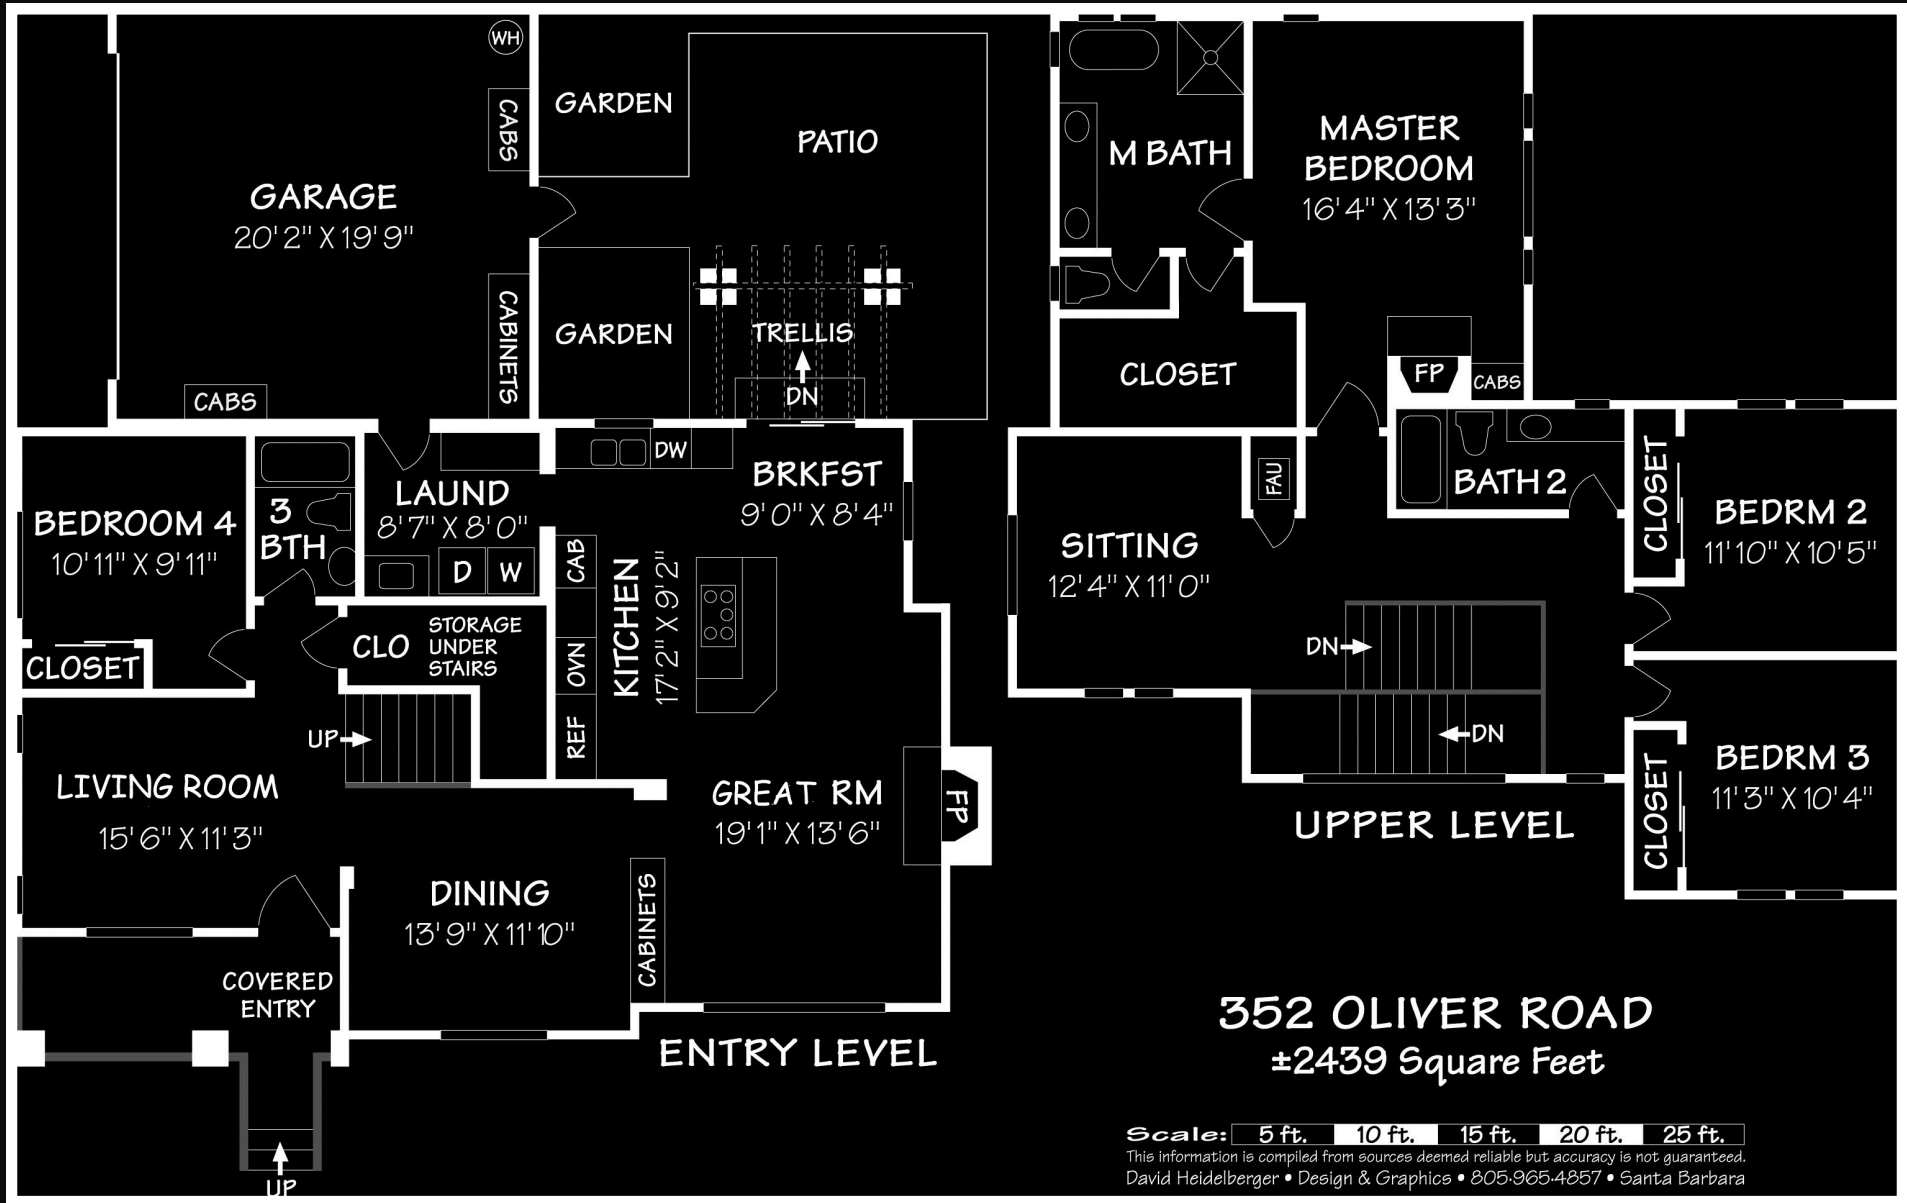 WH
CABS
GARAGE
20'2" X 19'9"
CABINETS
CABS
GARDEN
PATIO
GARDEN
TRELLIS
DN
BEDROOM 4
10'11" X 9'11"
CLOSET
3
BTH
LAUND
8'7" X 8'0"
D
W
DW
BRKFST
9'0" X 8'4"
CAB
OVN
REF
KITCHEN
17'2" X 9'2"
CLO
STORAGE
UNDER
STAIRS
UP
LIVING ROOM
15'6" X 11'3"
GREAT RM
19'1" X 13'6"
FP
DINING
13'9" X 11'10"
CABINETS
COVERED
ENTRY
UP
ENTRY LEVEL
M BATH
MASTER
BEDROOM
16'4" X 13'3"
CLOSET
FP
CABS
FAU
SITTING
12'4" X 11'0"
BATH 2
CLOSET
BEDRM 2
11'10" X 10'5"
DN
DN
CLOSET
BEDRM 3
11'3" X 10'4"
UPPER LEVEL
352 OLIVER ROAD
±2439 Square Feet
Scale: 5 ft. 10 ft. 15 ft. 20 ft. 25 ft.
This information is compiled from sources deemed reliable but accuracy is not guaranteed.
David Heidelberger • Design & Graphics • 805·965·4857 • Santa Barbara